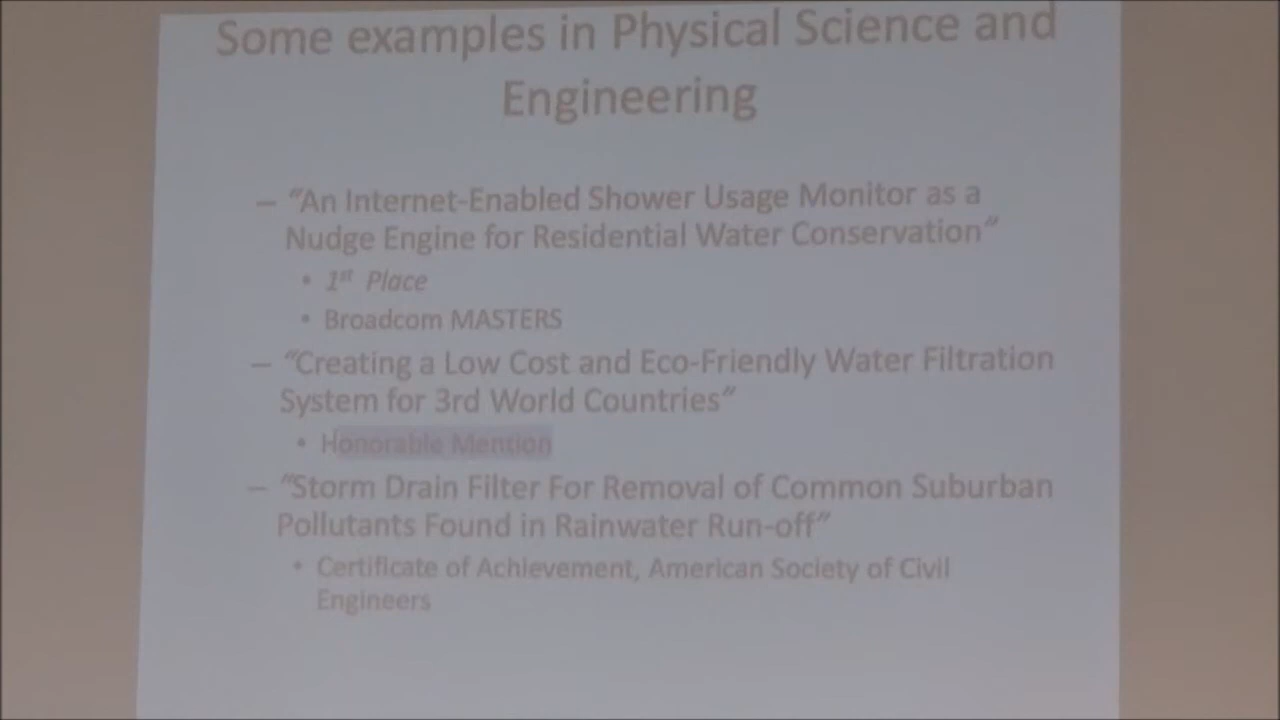 Some examples in Physical Science and
Engineering
– “An Internet-Enabled Shower Usage Monitor as a
Nudge Engine for Residential Water Conservation”
• 1st Place
• Broadcom MASTERS
– “Creating a Low Cost and Eco-Friendly Water Filtration
System for 3rd World Countries”
• Honorable Mention
– “Storm Drain Filter For Removal of Common Suburban
Pollutants Found in Rainwater Run-off”
• Certificate of Achievement, American Society of Civil
Engineers